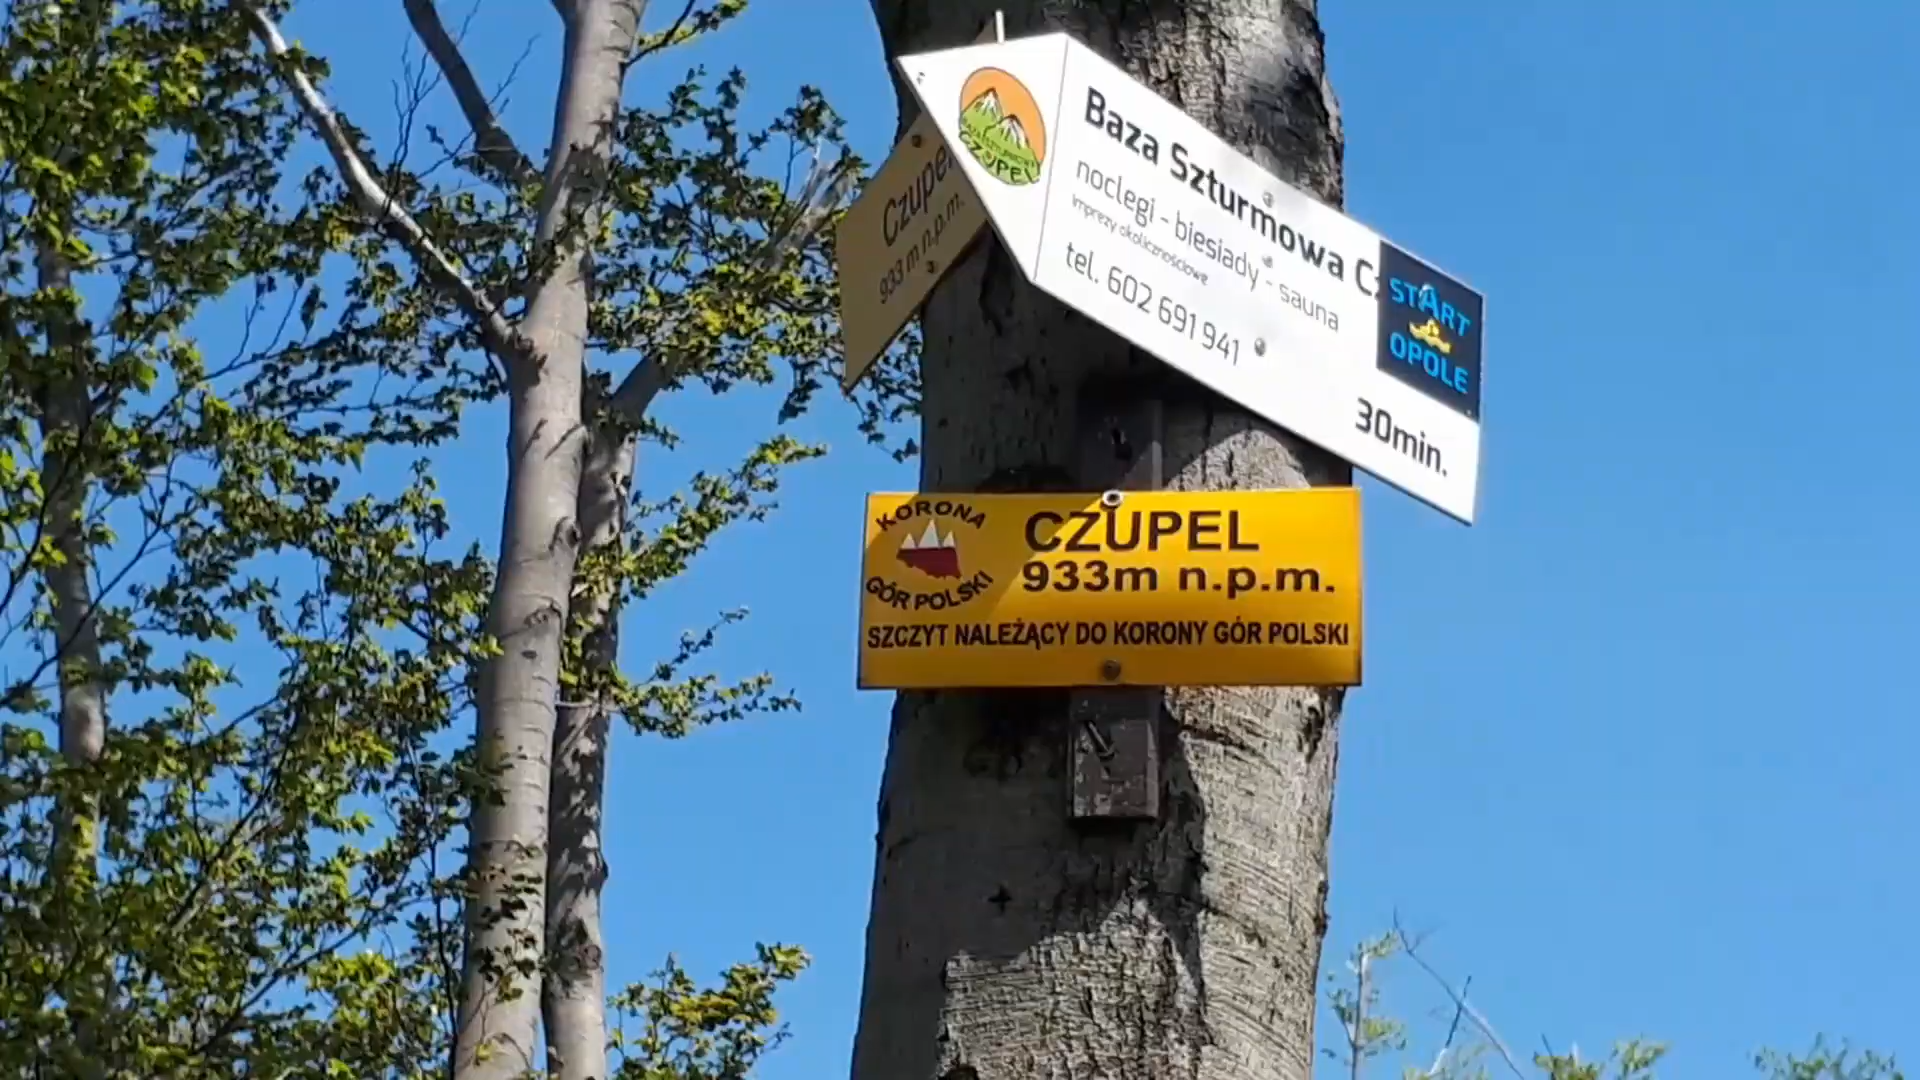 Baza Szturmowa Cz
noclegi - biesiady - sauna
imprezy okolicznościowe
tel. 602 691 941
30min.
CZUPEL
START
OPOLE
Czupel
933 m n.p.m.
KORONA
GÓR POLSKI
CZUPEL
933m n.p.m.
SZCZYT NALEŻĄCY DO KORONY GÓR POLSKI